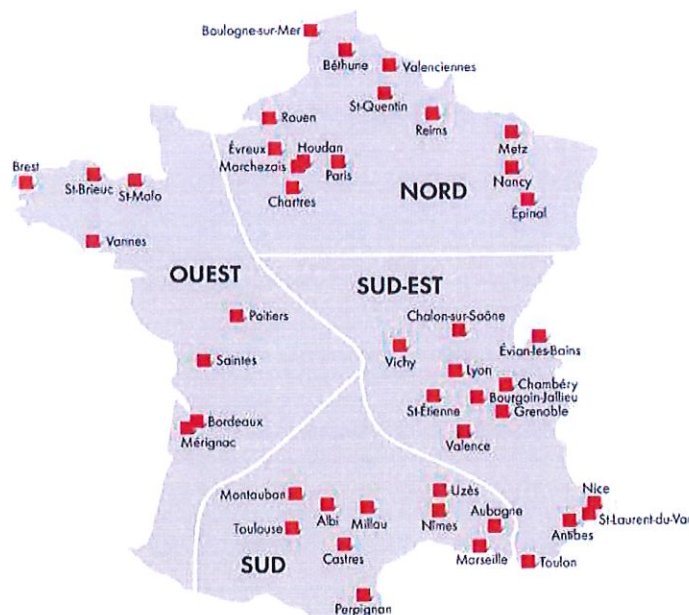 Boulogne-sur-Mer
Béthune
Valenciennes
St-Quentin
Rouen
Reims
Évreux
Houdan
Metz
Marchezais
Paris
Nancy
Chartres
NORD
Épinal
Brest
St-Brieuc
St-Malo
Vannes
OUEST
SUD-EST
Poitiers
Chalon-sur-Saône
Vichy
Évian-les-Bains
Saintes
Lyon
Chambéry
Bourgoin-Jallieu
St-Étienne
Grenoble
Bordeaux
Mérignac
Valence
Montauban
Uzès
Nice
Albi
Millau
Nîmes
Aubagne
St-Laurent-du-Var
Toulouse
Antibes
Castres
Marseille
Toulon
SUD
Perpignan